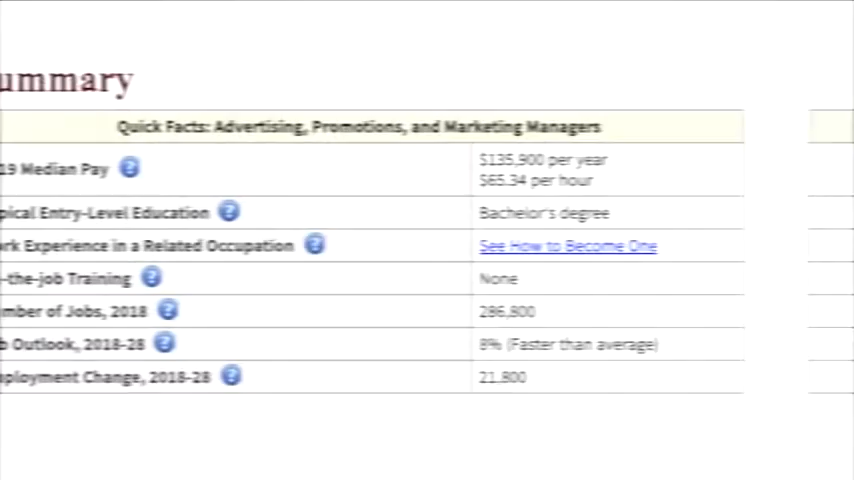 ummary
Quick Facts: Advertising, Promotions, and Marketing Managers
19 Median Pay ?
$135,900 per year
$65.34 per hour
pical Entry-Level Education ?
Bachelor's degree
rk Experience in a Related Occupation ?
See How to Become One
-the-job Training ?
None
mber of Jobs, 2018 ?
286,800
b Outlook, 2018-28 ?
8% (Faster than average)
ployment Change, 2018-28 ?
21,800